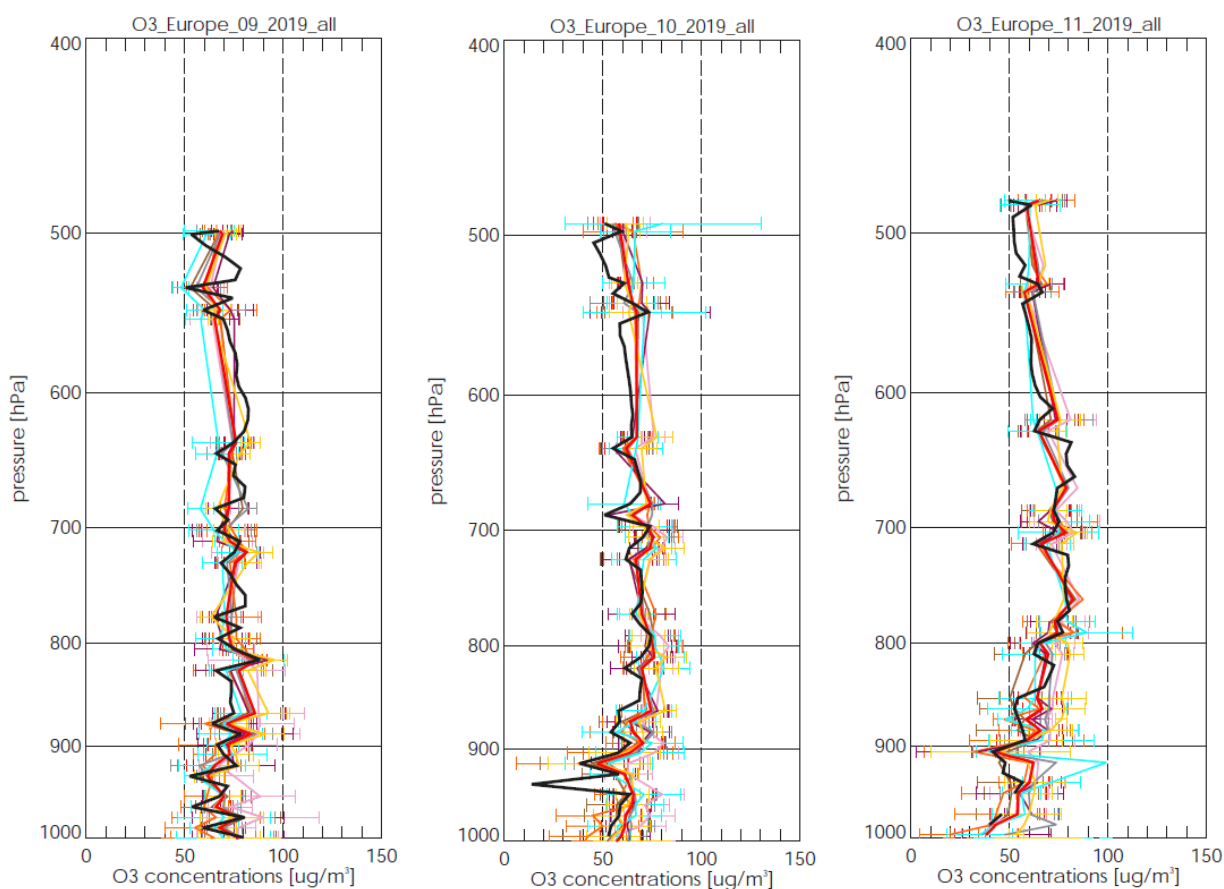 O3_Europe_09_2019_all
400
500
600
700
800
900
1000
pressure [hPa]
0 50 100 150
O3 concentrations [ug/m³]
O3_Europe_10_2019_all
400
500
600
700
800
900
1000
pressure [hPa]
0 50 100 150
O3 concentrations [ug/m³]
O3_Europe_11_2019_all
400
500
600
700
800
900
1000
pressure [hPa]
0 50 100 150
O3 concentrations [ug/m³]